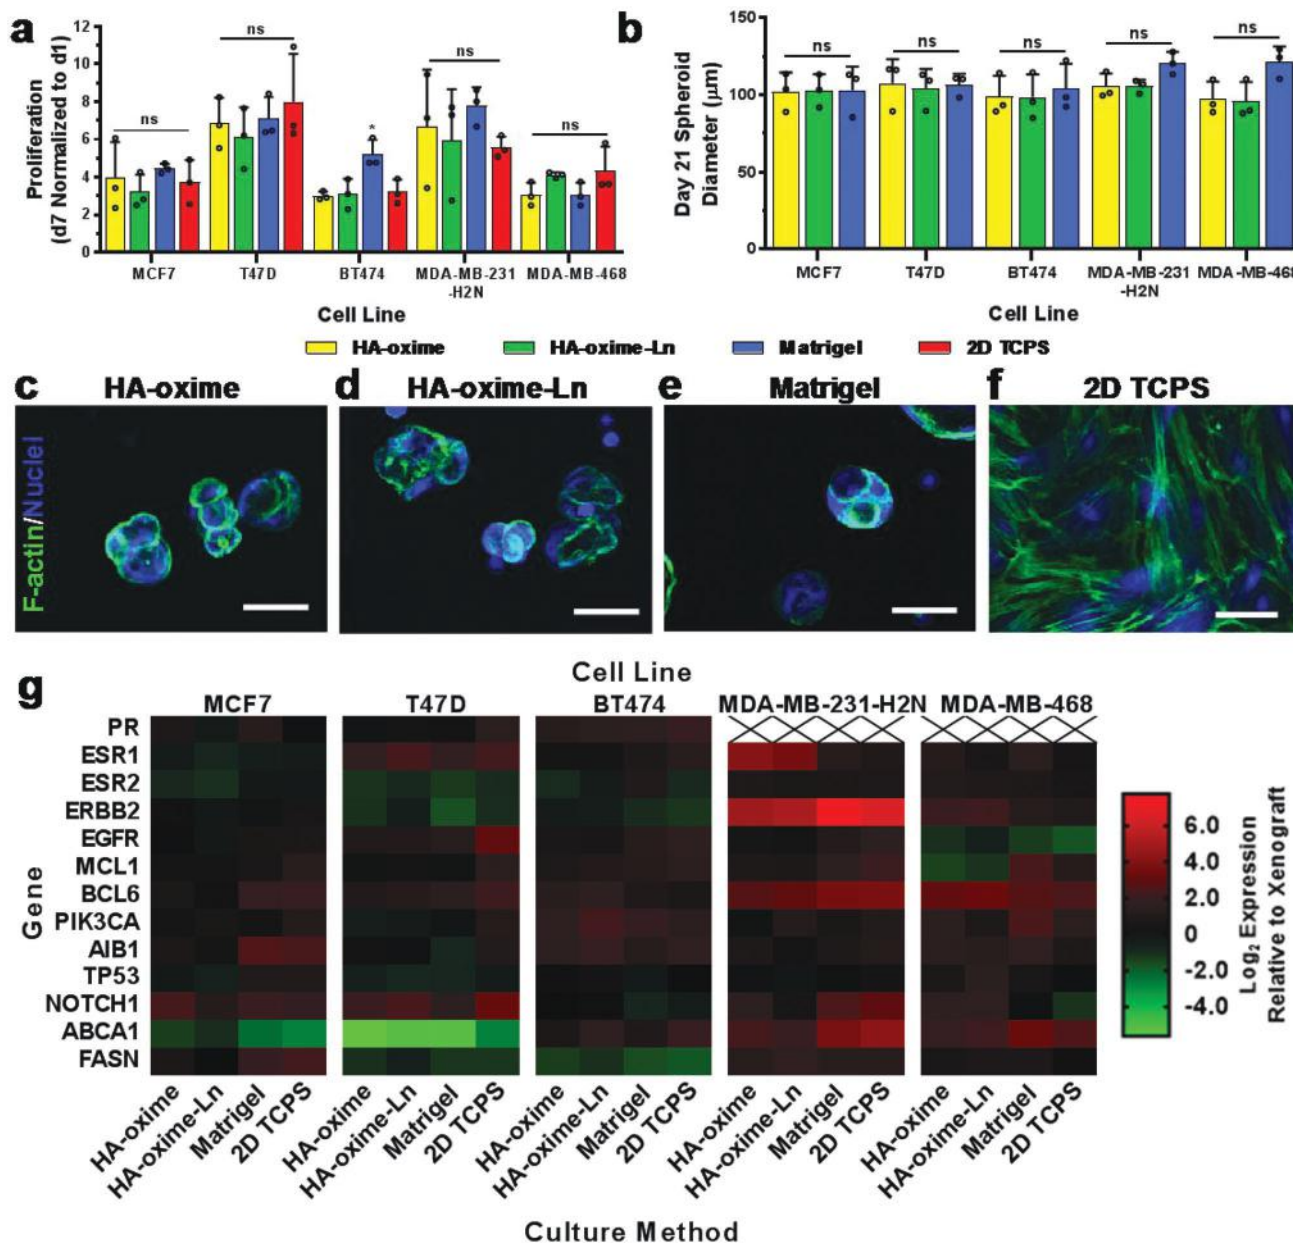 a
12
10
8
6
4
2
0
Proliferation
(d7 Normalized to d1)
ns
ns
*
ns
ns
MCF7
T47D
BT474
MDA-MB-231
-H2N
MDA-MB-468
Cell Line
b
150
100
50
0
Day 21 Spheroid
Diameter (μm)
ns
ns
ns
ns
ns
MCF7
T47D
BT474
MDA-MB-231
-H2N
MDA-MB-468
Cell Line
HA-oxime
HA-oxime-Ln
Matrigel
2D TCPS
c HA-oxime
d HA-oxime-Ln
e Matrigel
f 2D TCPS
F-actin/Nuclei
g
Cell Line
MCF7
T47D
BT474
MDA-MB-231-H2N
MDA-MB-468
Gene
PR
ESR1
ESR2
ERBB2
EGFR
MCL1
BCL6
PIK3CA
AIB1
TP53
NOTCH1
ABCA1
FASN
6.0
4.0
2.0
0
-2.0
-4.0
Log₂ Expression
Relative to Xenograft
HA-oxime
HA-oxime-Ln
Matrigel
2D TCPS
HA-oxime
HA-oxime-Ln
Matrigel
2D TCPS
HA-oxime
HA-oxime-Ln
Matrigel
2D TCPS
HA-oxime
HA-oxime-Ln
Matrigel
2D TCPS
HA-oxime
HA-oxime-Ln
Matrigel
2D TCPS
Culture Method